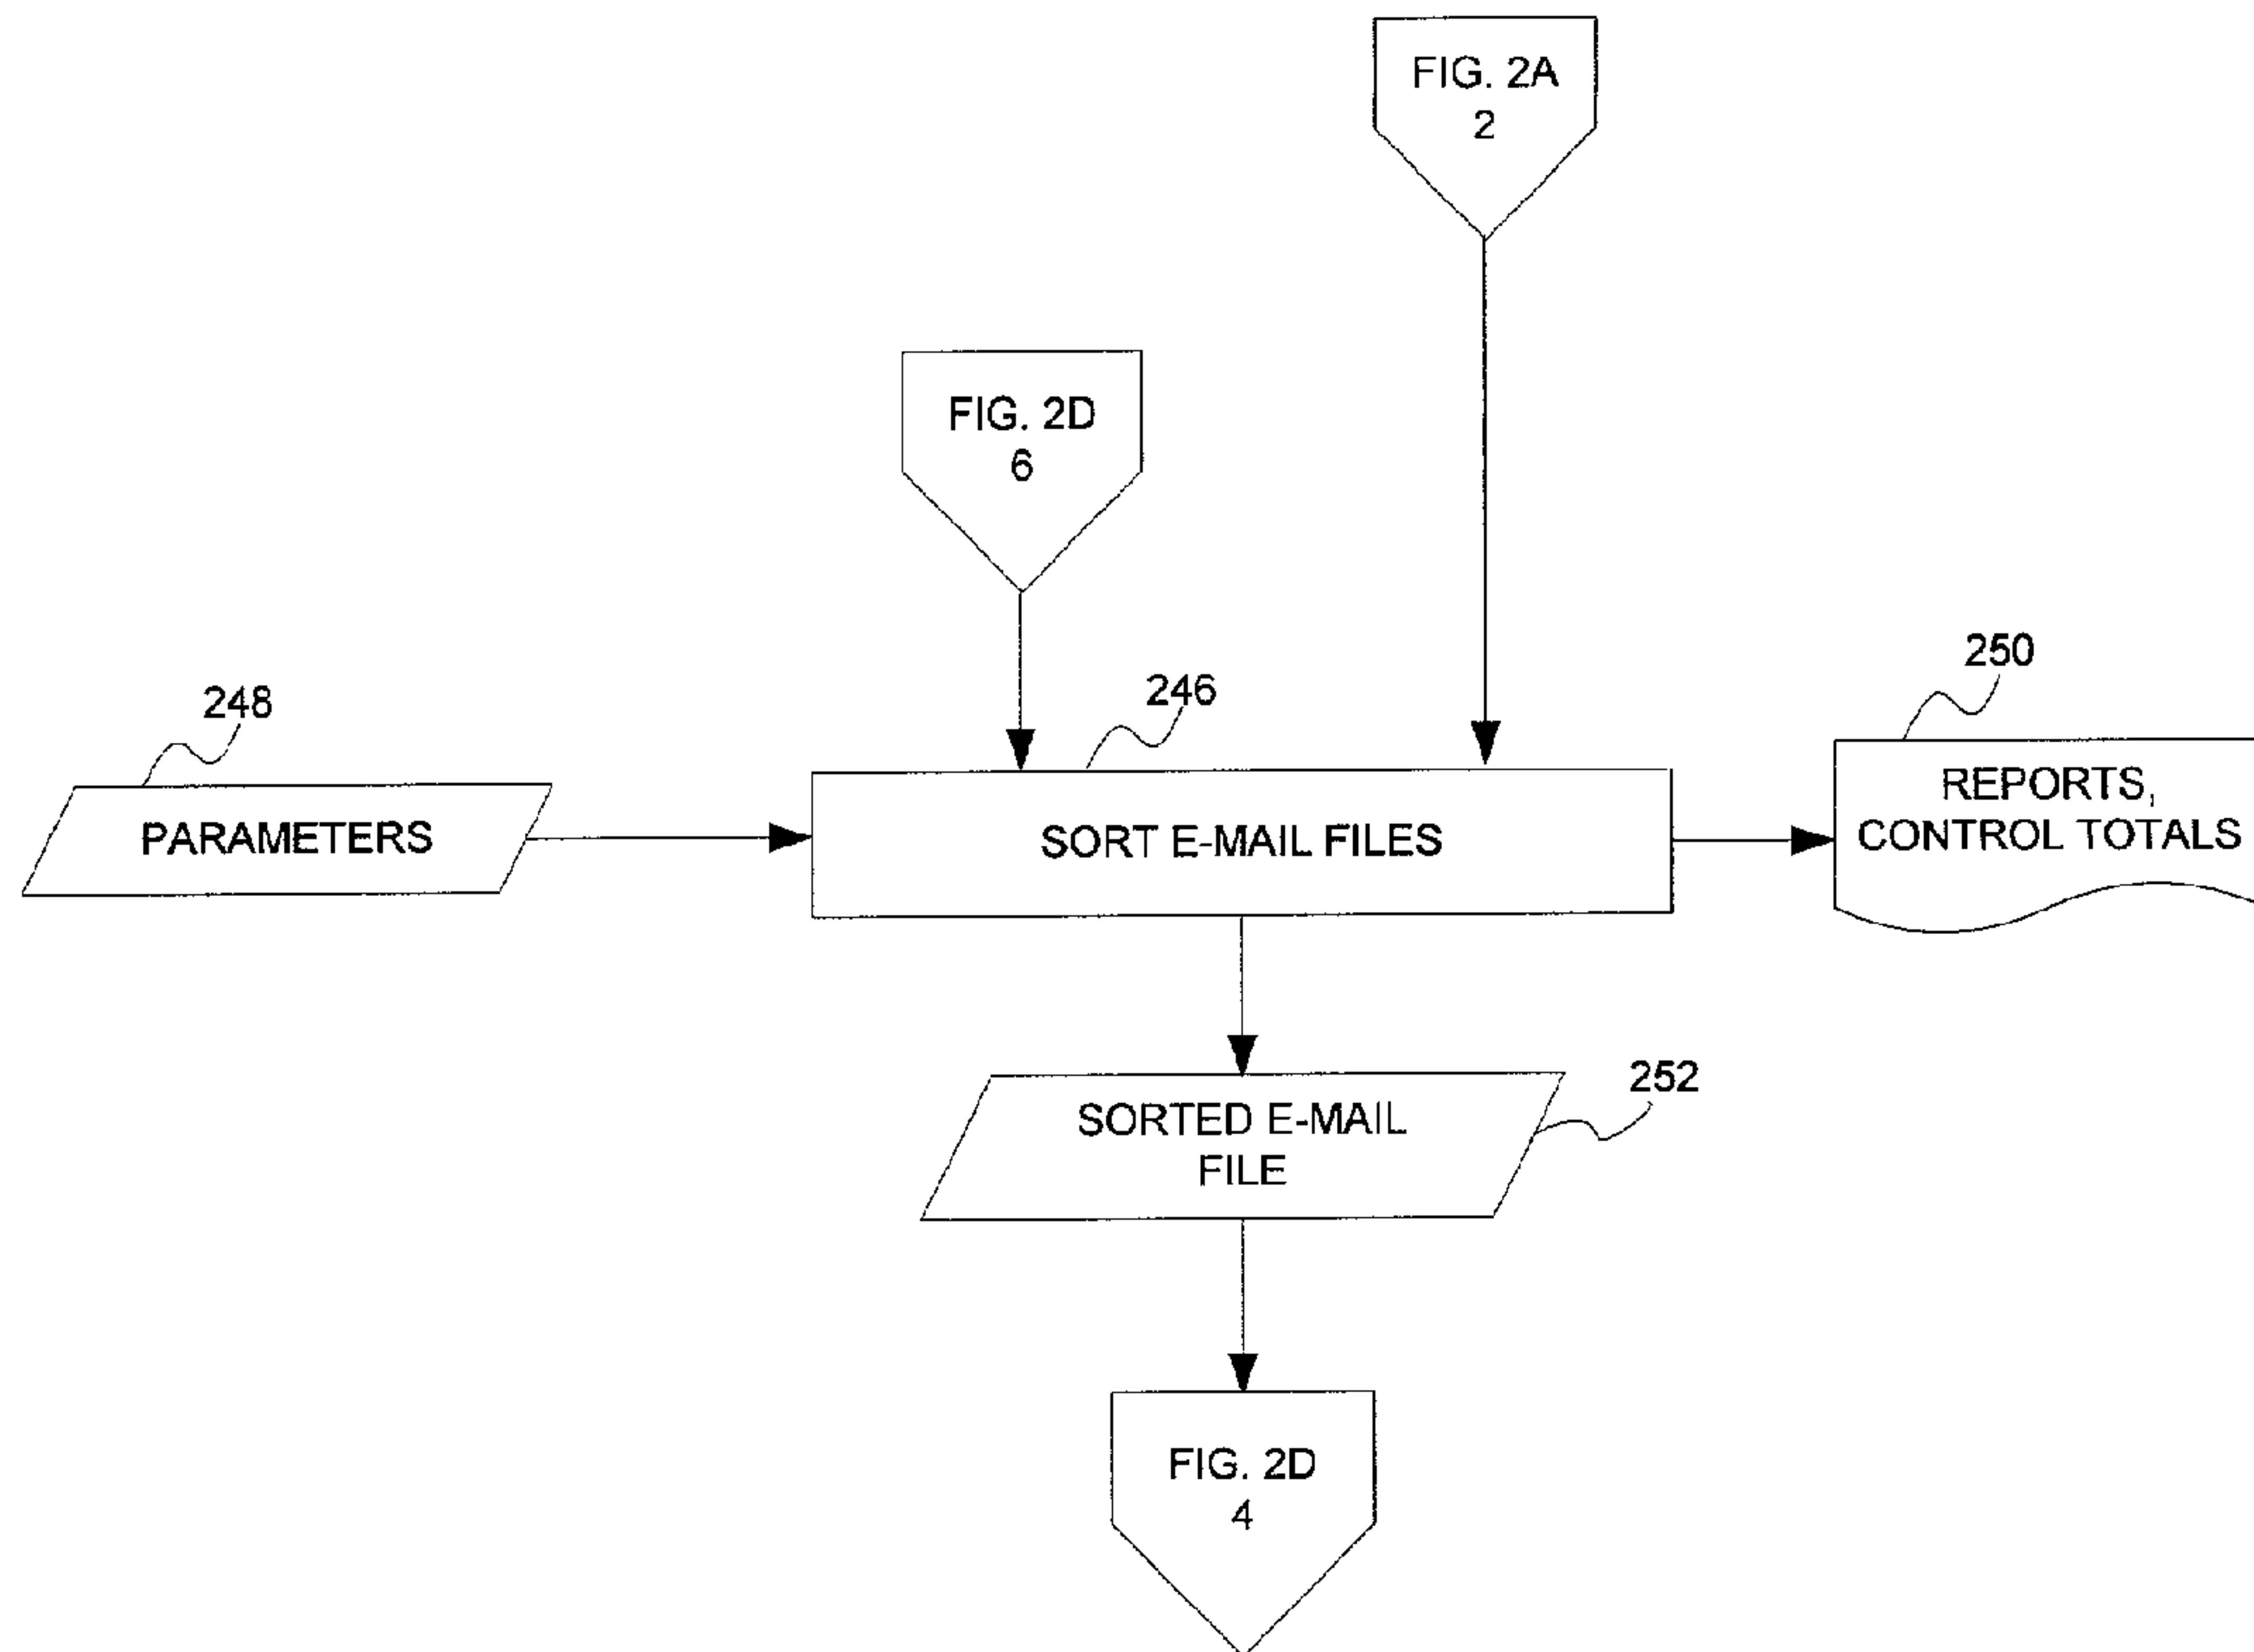 FIG. 2A
2
FIG. 2D
6
250
248
246
REPORTS,
CONTROL TOTALS
PARAMETERS
SORT E-MAIL FILES
252
SORTED E-MAIL
FILE
FIG. 2D
4